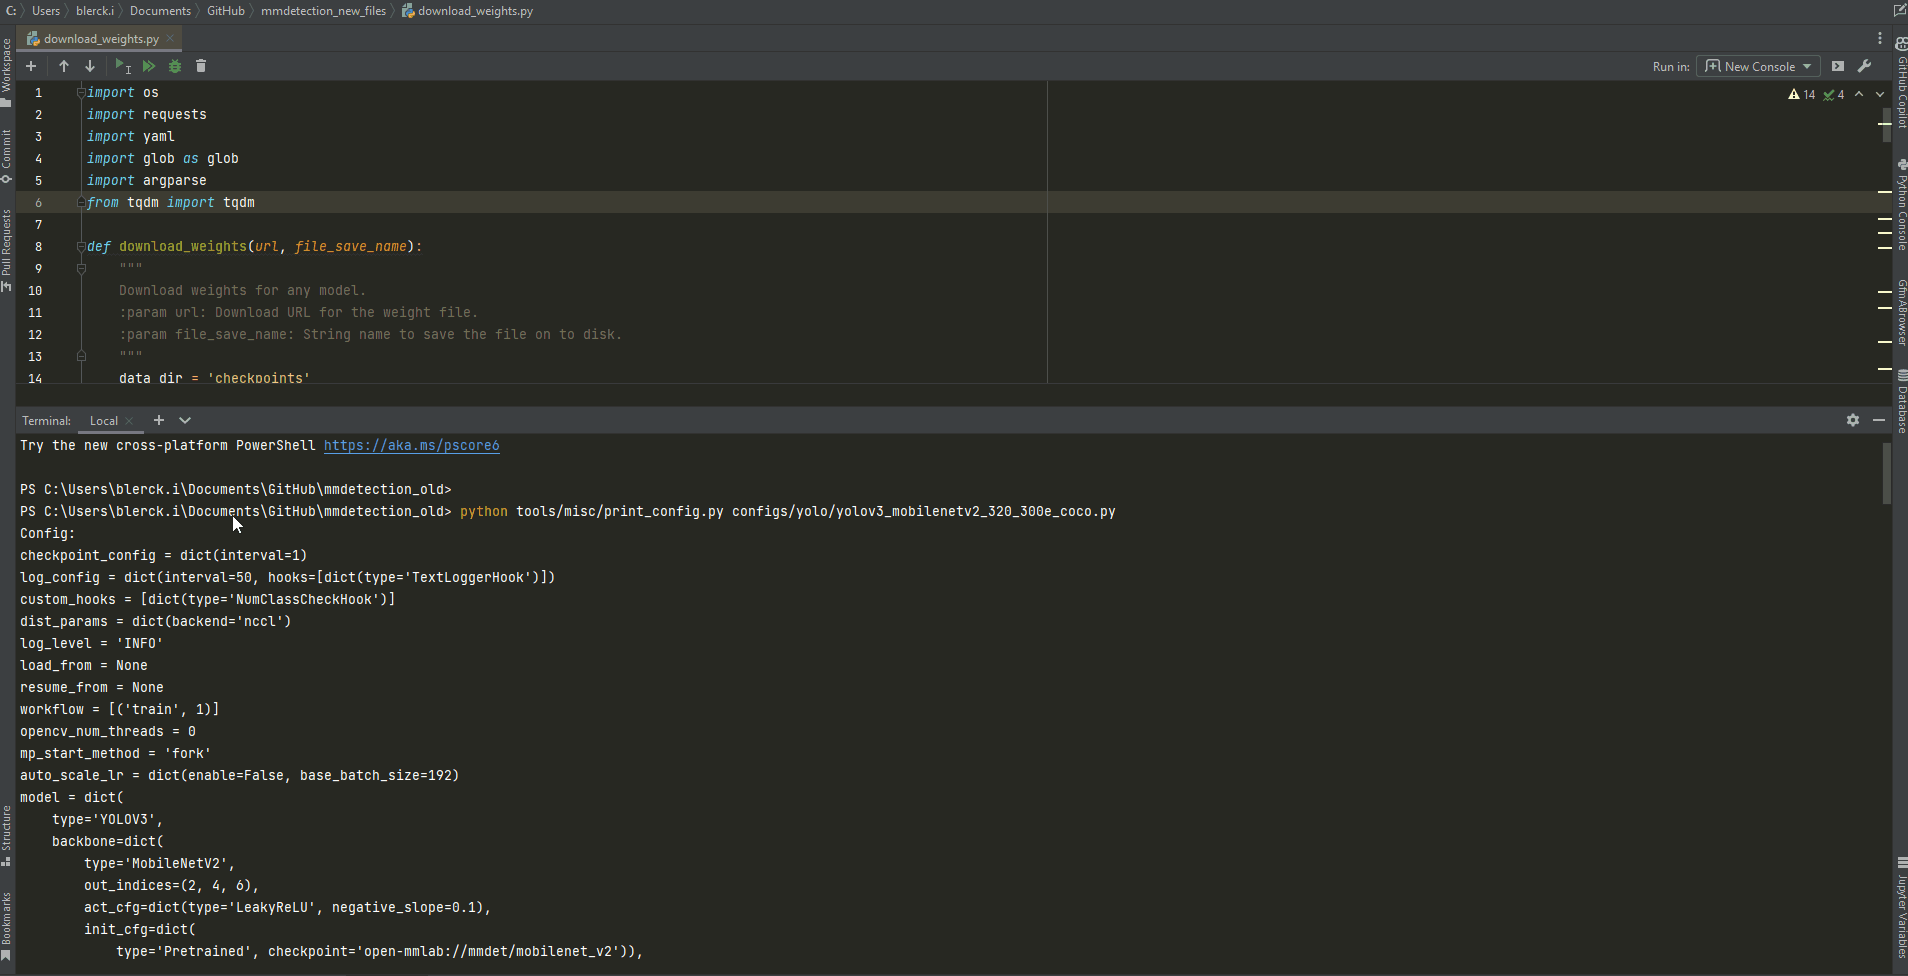 C: Users blerck.i Documents GitHub mmdetection_new_files download_weights.py
download_weights.py
Run in: New Console
14 4
1 import os
2 import requests
3 import yaml
4 import glob as glob
5 import argparse
6 from tqdm import tqdm
7
8 def download_weights(url, file_save_name):
9 """
10 Download weights for any model.
11 :param url: Download URL for the weight file.
12 :param file_save_name: String name to save the file on to disk.
13 """
14 data_dir = 'checkpoints'
Terminal: Local
Try the new cross-platform PowerShell https://aka.ms/pscore6
PS C:\Users\blerck.i\Documents\GitHub\mmdetection_old>
PS C:\Users\blerck.i\Documents\GitHub\mmdetection_old> python tools/misc/print_config.py configs/yolo/yolov3_mobilenetv2_320_300e_coco.py
Config:
checkpoint_config = dict(interval=1)
log_config = dict(interval=50, hooks=[dict(type='TextLoggerHook')])
custom_hooks = [dict(type='NumClassCheckHook')]
dist_params = dict(backend='nccl')
log_level = 'INFO'
load_from = None
resume_from = None
workflow = [('train', 1)]
opencv_num_threads = 0
mp_start_method = 'fork'
auto_scale_lr = dict(enable=False, base_batch_size=192)
model = dict(
    type='YOLOV3',
    backbone=dict(
        type='MobileNetV2',
        out_indices=(2, 4, 6),
        act_cfg=dict(type='LeakyReLU', negative_slope=0.1),
        init_cfg=dict(
            type='Pretrained', checkpoint='open-mmlab://mmdet/mobilenet_v2')),
Workspace
Commit
Pull Requests
Structure
Bookmarks
GitHub Copilot
Python Console
GfmABrowser
Database
Jupyter Variables